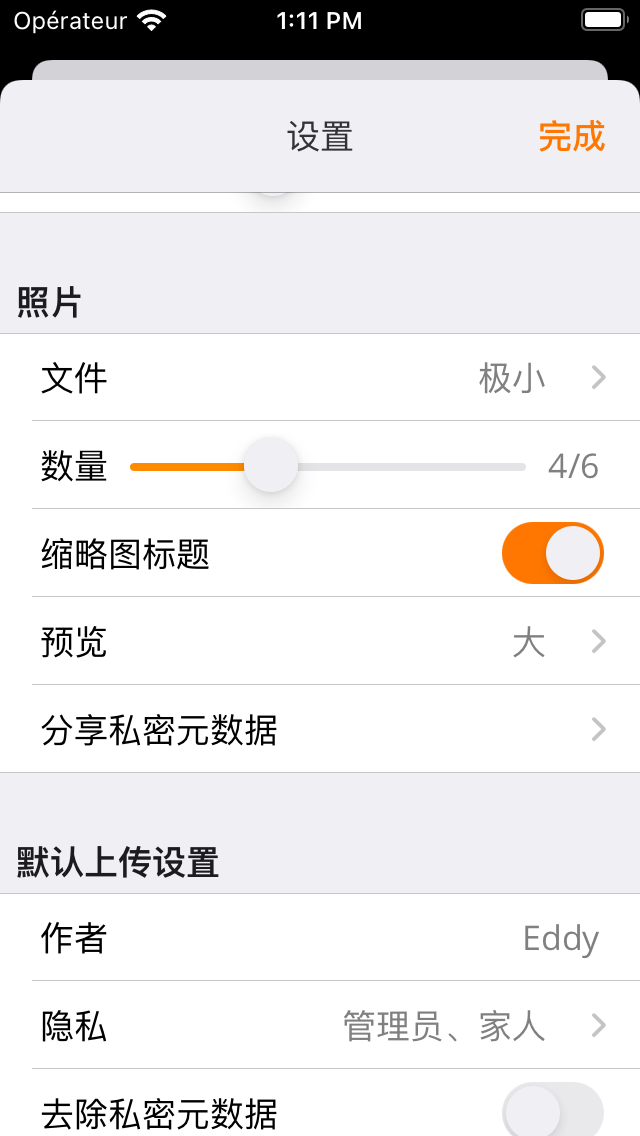 Opérateur 1:11 PM
设置 完成
照片
文件 极小
数量 4/6
缩略图标题
预览 大
分享私密元数据
默认上传设置
作者 Eddy
隐私 管理员、家人
去除私密元数据